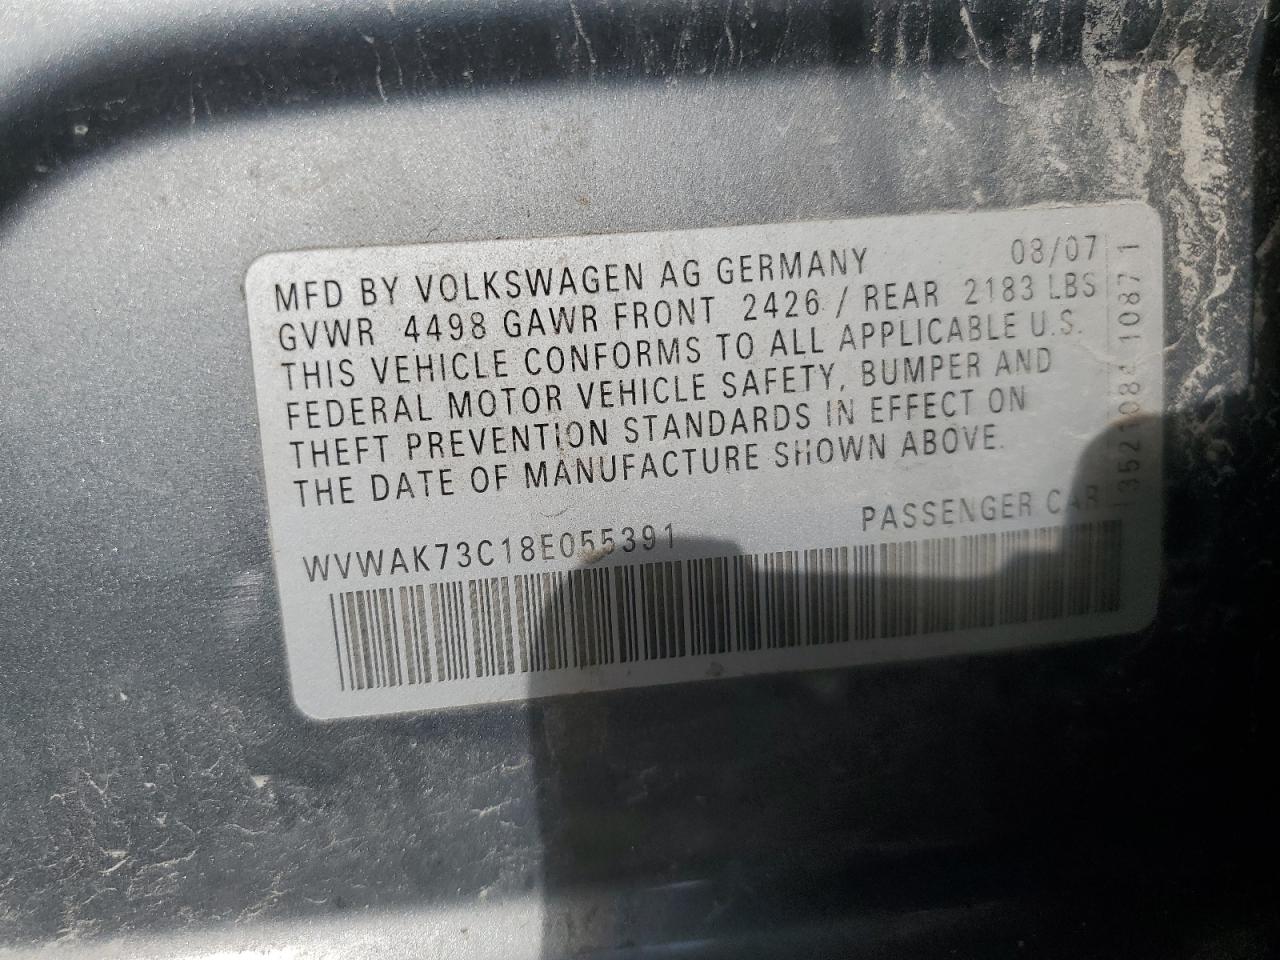 MFD BY VOLKSWAGEN AG GERMANY 08/07
GVWR 4498 GAWR FRONT 2426 / REAR 2183 LBS
THIS VEHICLE CONFORMS TO ALL APPLICABLE U.S.
FEDERAL MOTOR VEHICLE SAFETY, BUMPER AND
THEFT PREVENTION STANDARDS IN EFFECT ON
THE DATE OF MANUFACTURE SHOWN ABOVE.
WVWAK73C18E055391 PASSENGER CAR
10871